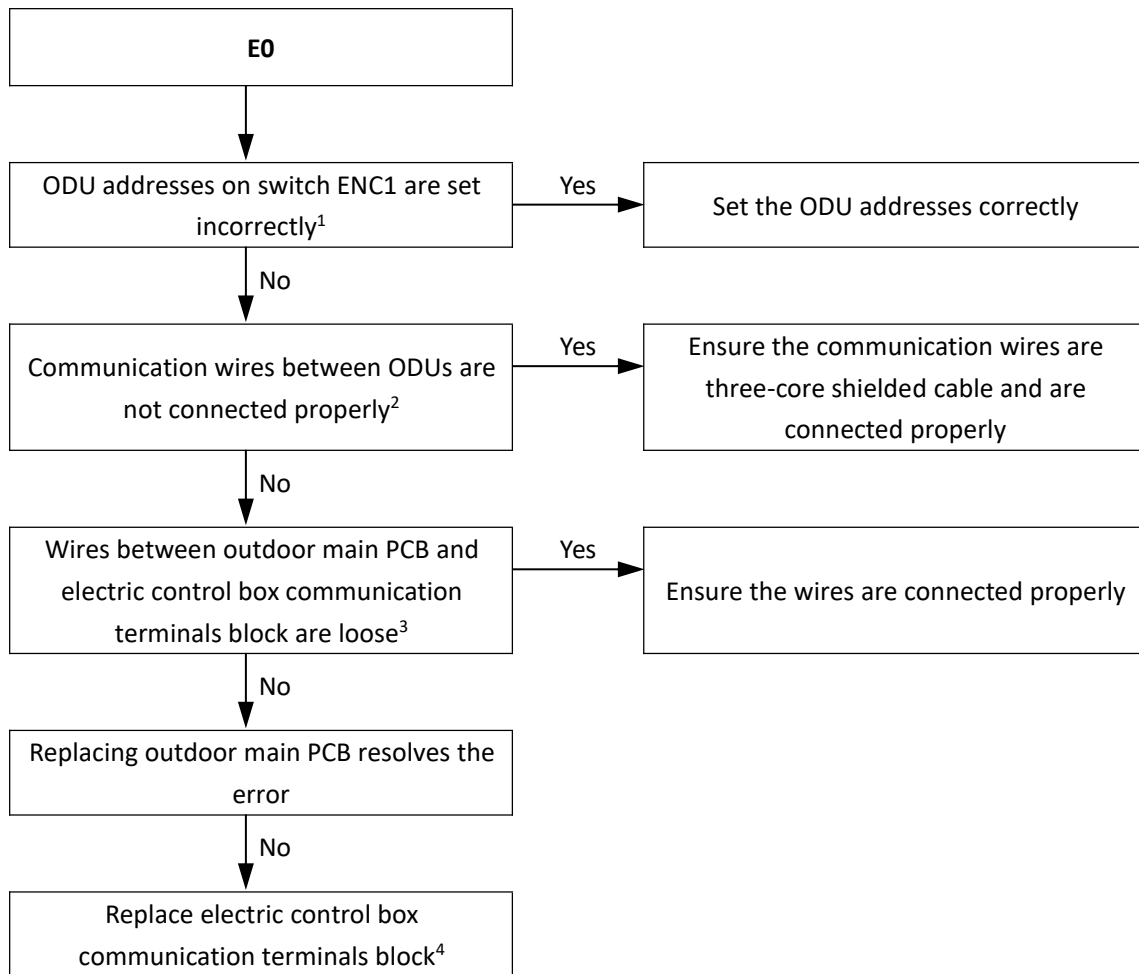 E0
ODU addresses on switch ENC1 are set
incorrectly¹
Yes
Set the ODU addresses correctly
No
Communication wires between ODUs are
not connected properly²
Yes
Ensure the communication wires are
three-core shielded cable and are
connected properly
No
Wires between outdoor main PCB and
electric control box communication
terminals block are loose³
Yes
Ensure the wires are connected properly
No
Replacing outdoor main PCB resolves the
error
No
Replace electric control box
communication terminals block⁴